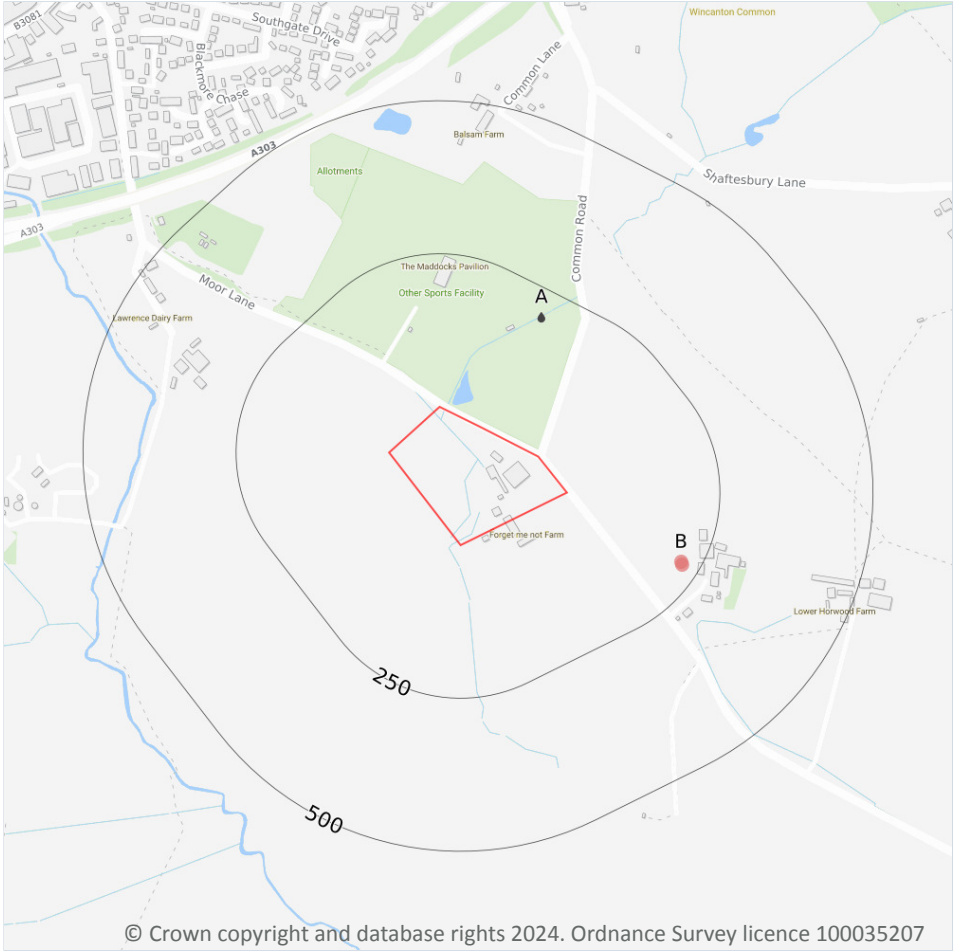 B3081
Southgate Drive
Blackmore
Chase
Wincanton Common
Common Lane
Balsam Farm
A303
Allotments
Shaftesbury Lane
A303
Common Road
The Maddocks Pavilion
Other Sports Facility
A
Moor Lane
Lawrence Dairy Farm
Forget me not Farm
B
Lower Horwood Farm
250
500
© Crown copyright and database rights 2024. Ordnance Survey licence 100035207